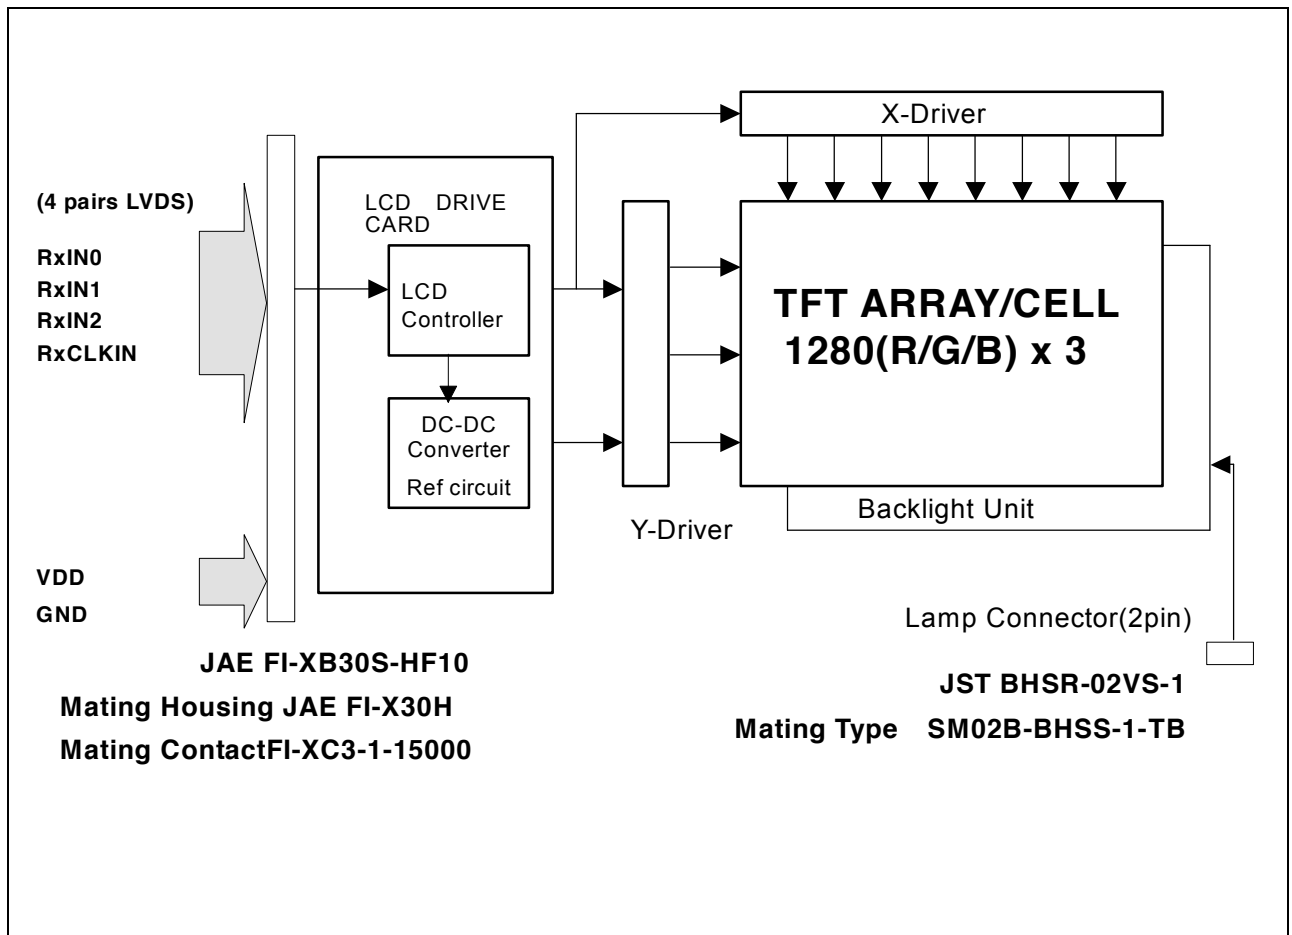 X-Driver
(4 pairs LVDS)
RxIN0
RxIN1
RxIN2
RxCLKIN
LCD DRIVE
CARD
LCD
Controller
DC-DC
Converter
Ref circuit
TFT ARRAY/CELL
1280(R/G/B) x 3
Backlight Unit
Y-Driver
VDD
GND
Lamp Connector(2pin)
JAE FI-XB30S-HF10
Mating Housing JAE FI-X30H
Mating ContactFI-XC3-1-15000
JST BHSR-02VS-1
Mating Type SM02B-BHSS-1-TB